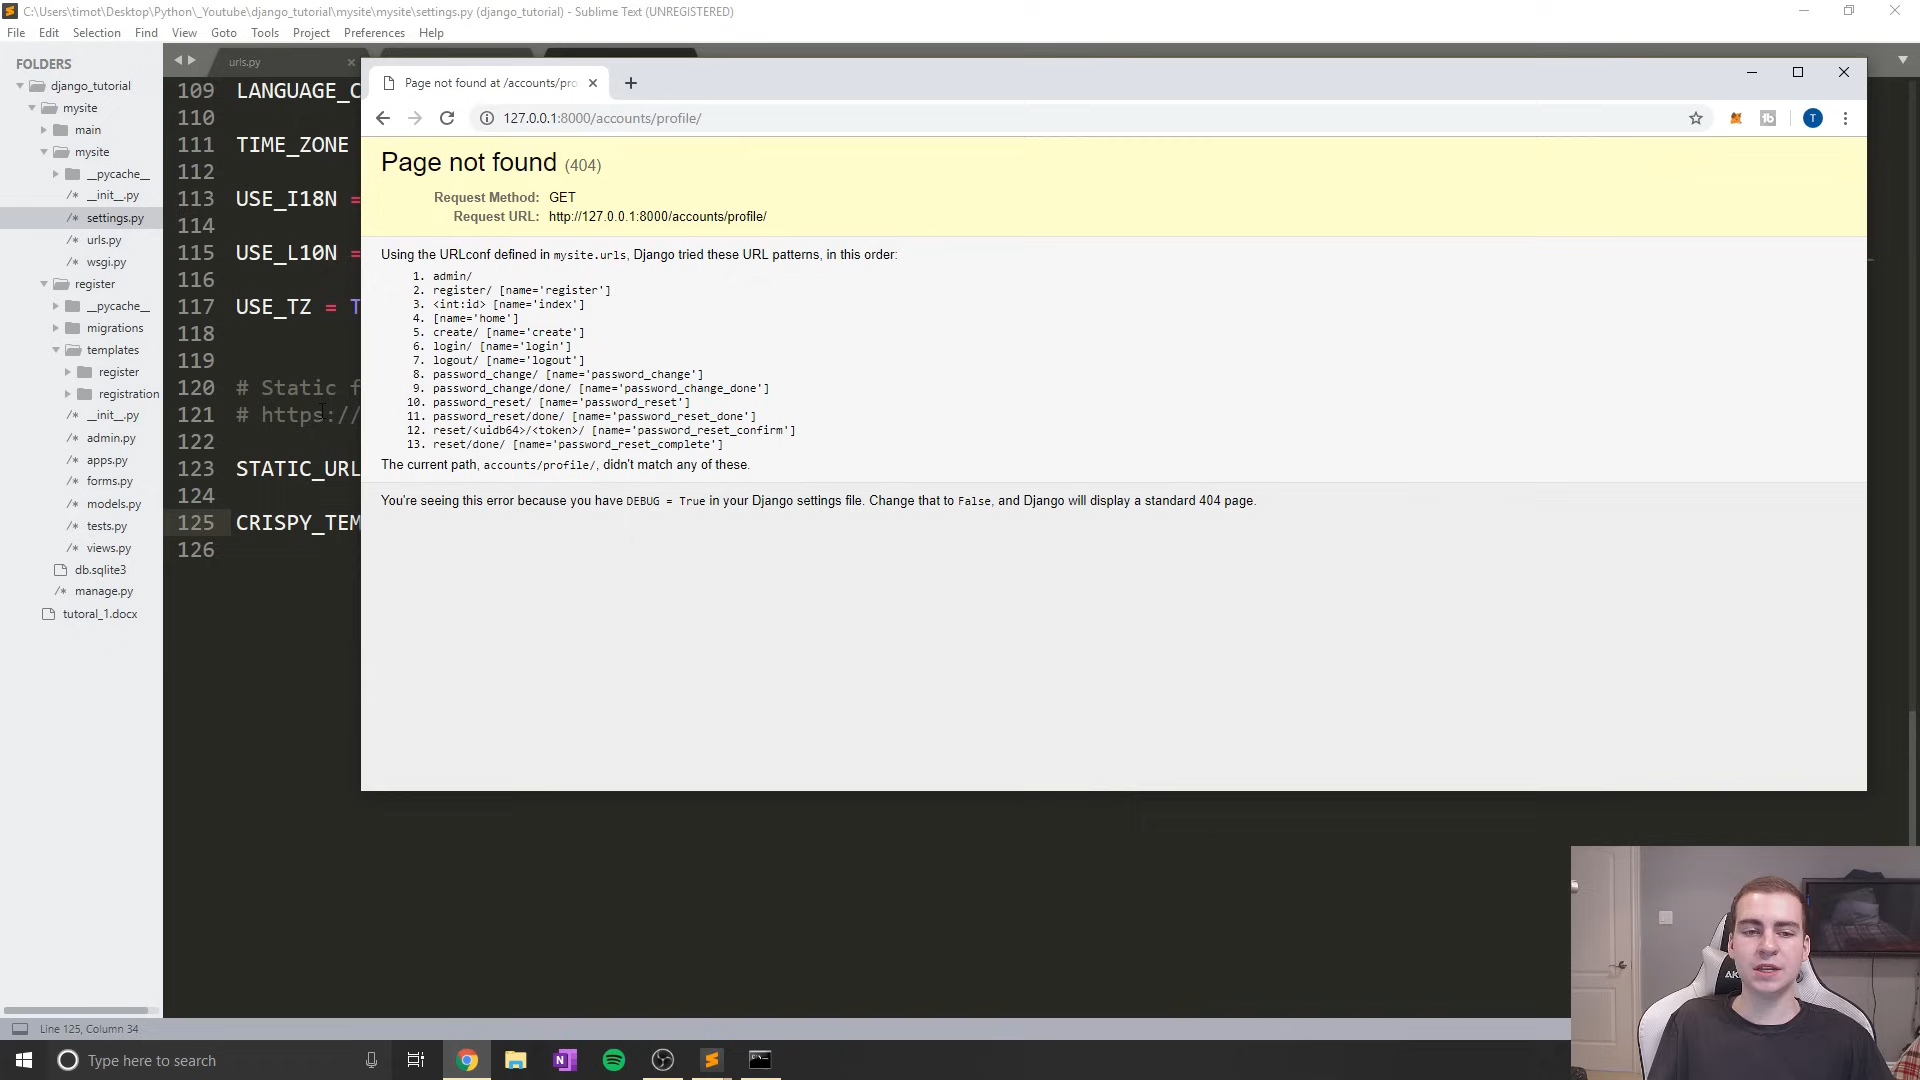 C:\Users\timot\Desktop\Python\_Youtube\django_tutorial\mysite\mysite\settings.py (django_tutorial) - Sublime Text (UNREGISTERED)
File Edit Selection Find View Goto Tools Project Preferences Help
FOLDERS
django_tutorial
mysite
main
mysite
__pycache__
/* __init__.py
/* settings.py
/* urls.py
/* wsgi.py
register
__pycache__
migrations
templates
register
registration
/* __init__.py
/* admin.py
/* apps.py
/* forms.py
/* models.py
/* tests.py
/* views.py
db.sqlite3
/* manage.py
tutoral_1.docx
urls.py
109 LANGUAGE_C
110
111 TIME_ZONE
112
113 USE_I18N =
114
115 USE_L10N =
116
117 USE_TZ = T
118
119
120 # Static f
121 # https://
122
123 STATIC_URL
124
125 CRISPY_TEM
126
Page not found at /accounts/pro
127.0.0.1:8000/accounts/profile/
T
Page not found (404)
Request Method: GET
Request URL: http://127.0.0.1:8000/accounts/profile/
Using the URLconf defined in mysite.urls, Django tried these URL patterns, in this order:
1. admin/
2. register/ [name='register']
3. <int:id> [name='index']
4. [name='home']
5. create/ [name='create']
6. login/ [name='login']
7. logout/ [name='logout']
8. password_change/ [name='password_change']
9. password_change/done/ [name='password_change_done']
10. password_reset/ [name='password_reset']
11. password_reset/done/ [name='password_reset_done']
12. reset/<uidb64>/<token>/ [name='password_reset_confirm']
13. reset/done/ [name='password_reset_complete']
The current path, accounts/profile/, didn't match any of these.
You're seeing this error because you have DEBUG = True in your Django settings file. Change that to False, and Django will display a standard 404 page.
Line 125, Column 34
Type here to search